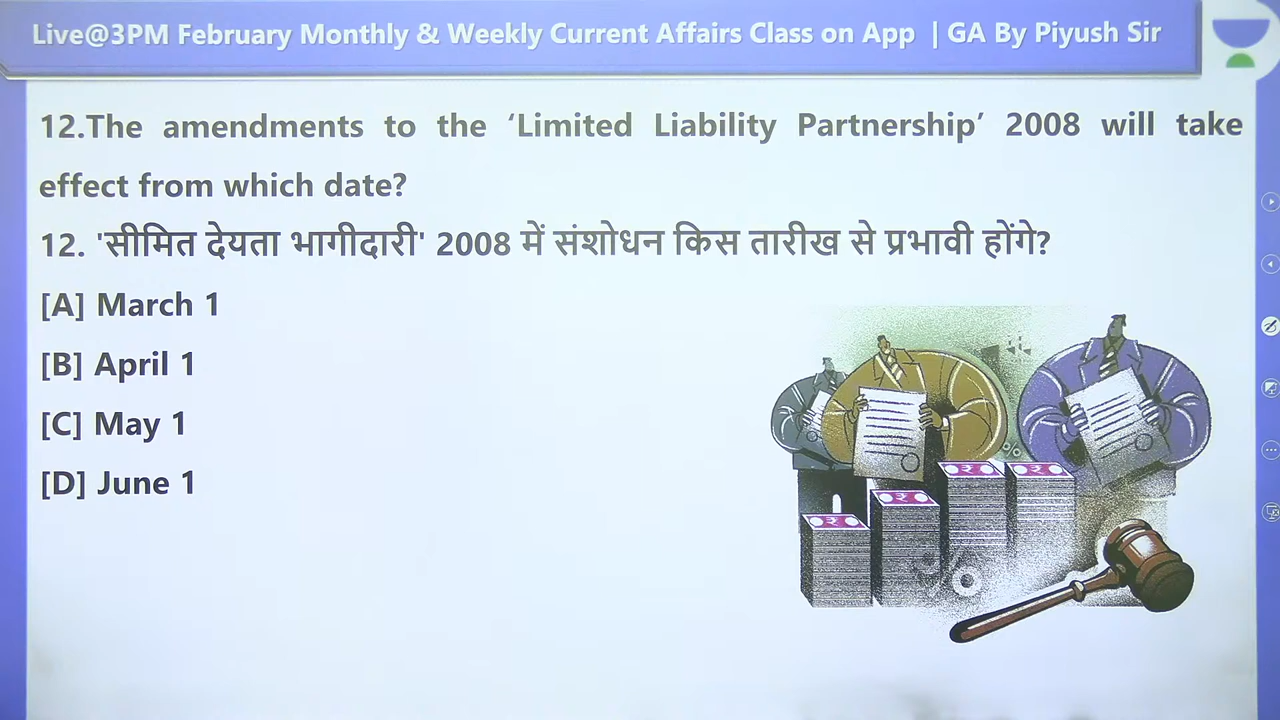 Live@3PM February Monthly & Weekly Current Affairs Class on App | GA By Piyush Sir
12.The amendments to the ‘Limited Liability Partnership’ 2008 will take
effect from which date?
12. 'सीमित देयता भागीदारी' 2008 में संशोधन किस तारीख से प्रभावी होंगे?
[A] March 1
[B] April 1
[C] May 1
[D] June 1